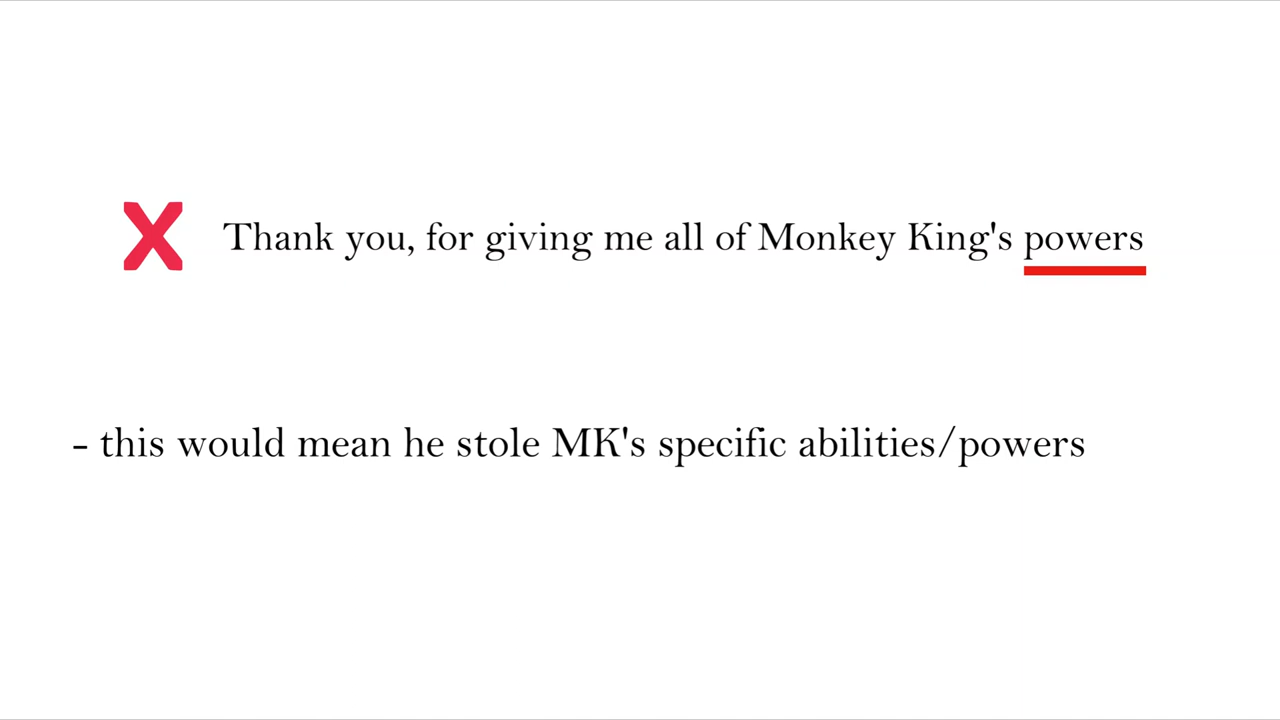 X Thank you, for giving me all of Monkey King's powers
- this would mean he stole MK's specific abilities/powers